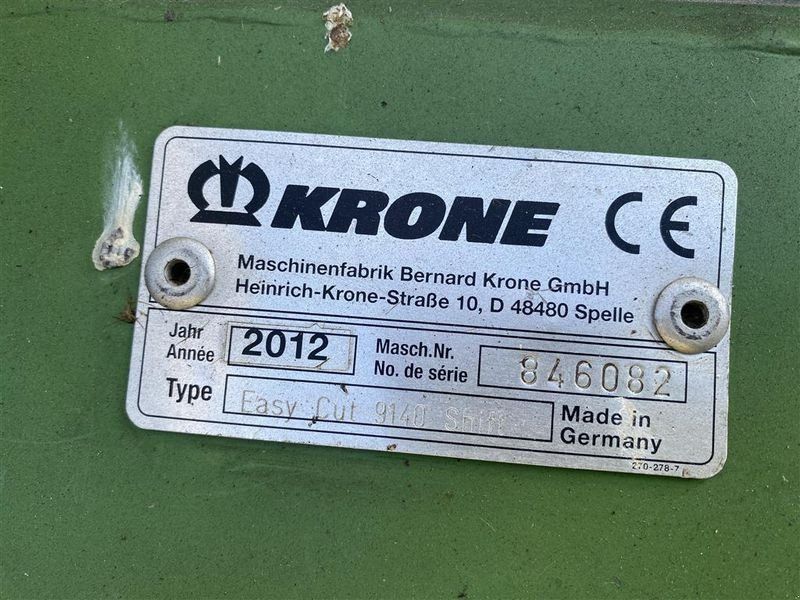 KRONE CE
Maschinenfabrik Bernard Krone GmbH
Heinrich-Krone-Straße 10, D 48480 Spelle
Jahr
Année 2012
Masch.Nr.
No. de série 846082
Type Easy Cut 9140 Shift
Made in
Germany
270-278-7